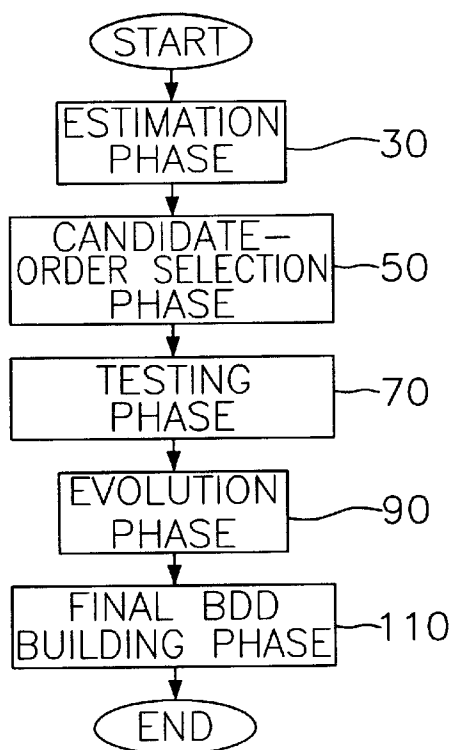 START
ESTIMATION
PHASE
30
CANDIDATE-
ORDER SELECTION
PHASE
50
TESTING
PHASE
70
EVOLUTION
PHASE
90
FINAL BDD
BUILDING PHASE
110
END